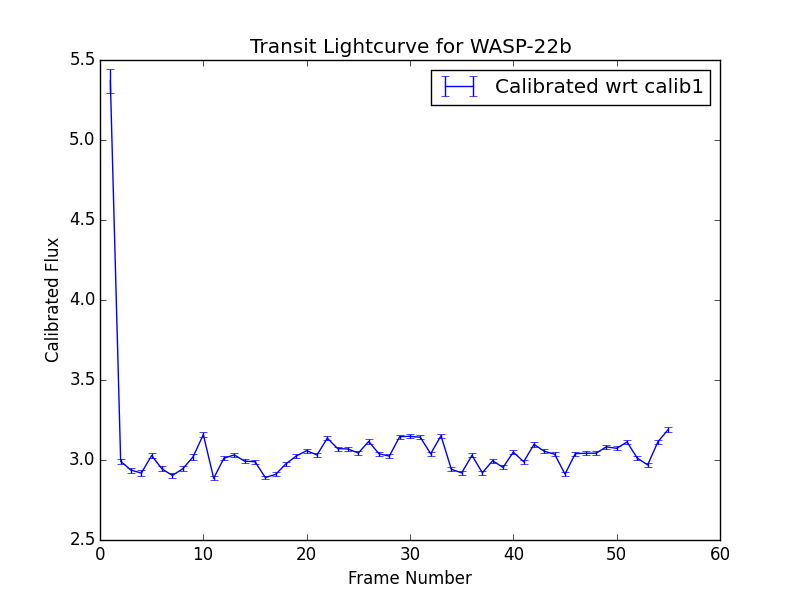 Transit Lightcurve for WASP-22b
Calibrated wrt calib1
5.5
5.0
4.5
4.0
3.5
3.0
2.5
Calibrated Flux
0 10 20 30 40 50 60
Frame Number